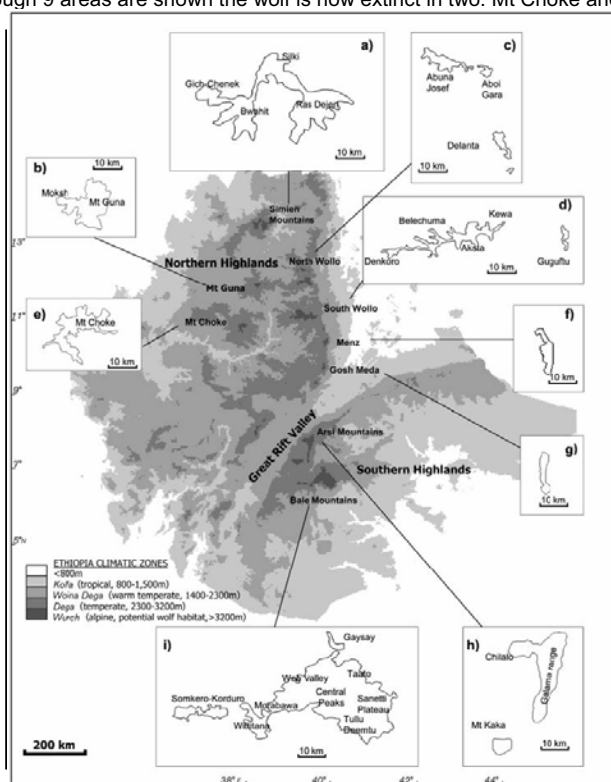 ough 9 areas are shown the wolf is now extinct in two: Mt Choke and
a)
Silki
Gich-Chenek
Bwahit
Ras Dejen
10 km
c)
Abuna
Josef
Aboi
Gara
Delanta
10 km
b)
10 km
Moksh
Mt Guna
d)
Belechuma
Kewa
Aksta
Denkoro
10 km
Guguftu
Simien
Mountains
13°
Northern Highlands
North Wollo
Mt Guna
South Wollo
11°
Mt Choke
Menz
e)
Mt Choke
10 km
f)
10 km
Gosh Meda
9°
Great Rift Valley
Arsi Mountains
7°
Southern Highlands
g)
10 km
Bale Mountains
5°N
ETHIOPIA CLIMATIC ZONES
<800m
Kolla (tropical, 800-1,500m)
Woina Dega (warm temperate, 1400-2300m)
Dega (temperate, 2300-3200m)
Wurch (alpine, potential wolf habitat,>3200m)
i)
Gaysay
Web Valley
Taato
Somkero-Korduro
Morabawa
Central
Peaks
Sanetti
Plateau
Wittitana
Tullu
Deemtu
10 km
h)
Chilalo
Galama range
Mt Kaka
10 km
200 km
38° E
40°
42°
44°